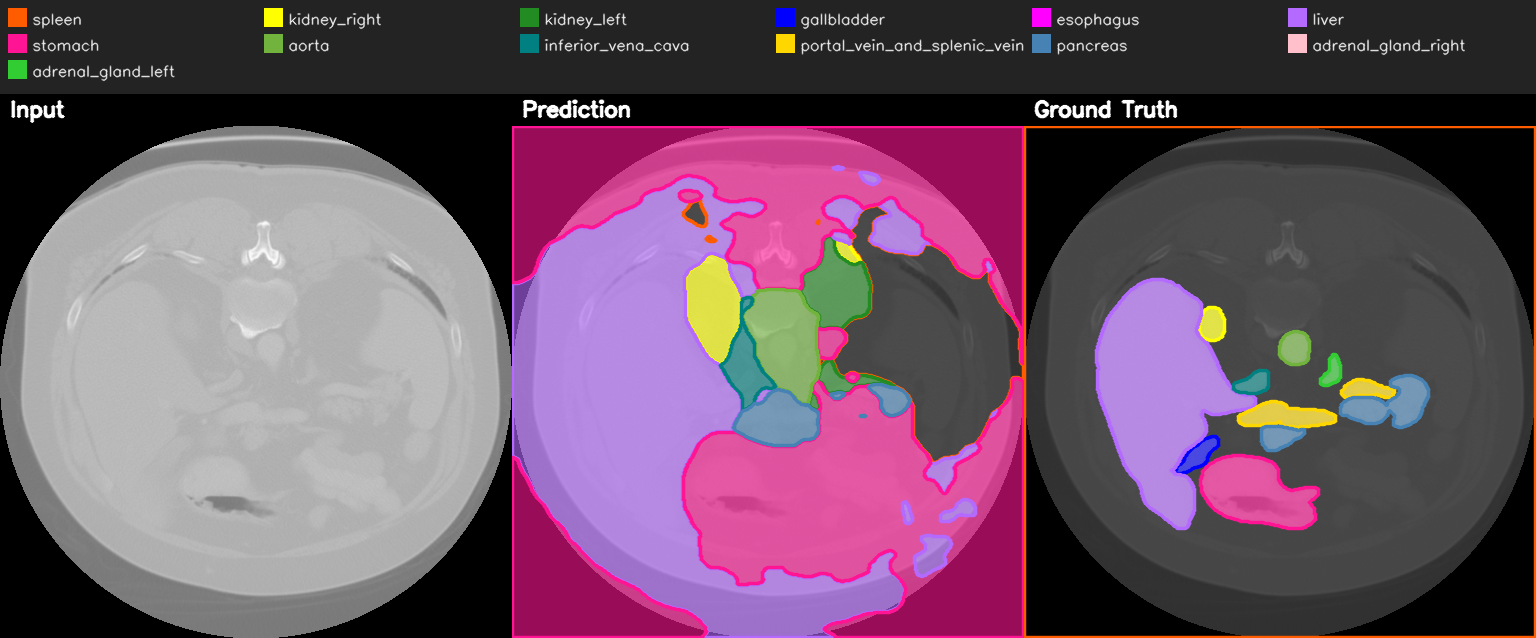 spleen kidney_right kidney_left gallbladder esophagus liver
stomach aorta inferior_vena_cava portal_vein_and_splenic_vein pancreas adrenal_gland_right
adrenal_gland_left
Input Prediction Ground Truth